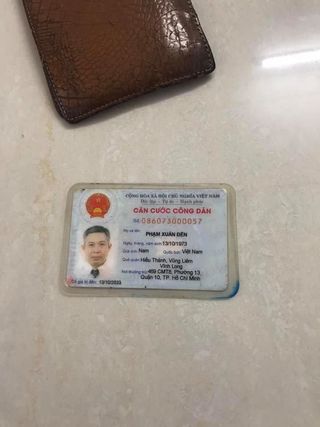 CỘNG HÒA XÃ HỘI CHỦ NGHĨA VIỆT NAM
Độc lập - Tự do - Hạnh phúc
CĂN CƯỚC CÔNG DÂN
Số: 086073000057
Họ và tên:
PHẠM XUÂN ĐỀN
Ngày, tháng, năm sinh: 13/10/1973
Giới tính: Nam Quốc tịch: Việt Nam
Quê quán: Hiếu Thành, Vũng Liêm
Vĩnh Long
Nơi thường trú: 469 CMT8, Phường 13
Quận 10, TP. Hồ Chí Minh
Có giá trị đến: 13/10/2033